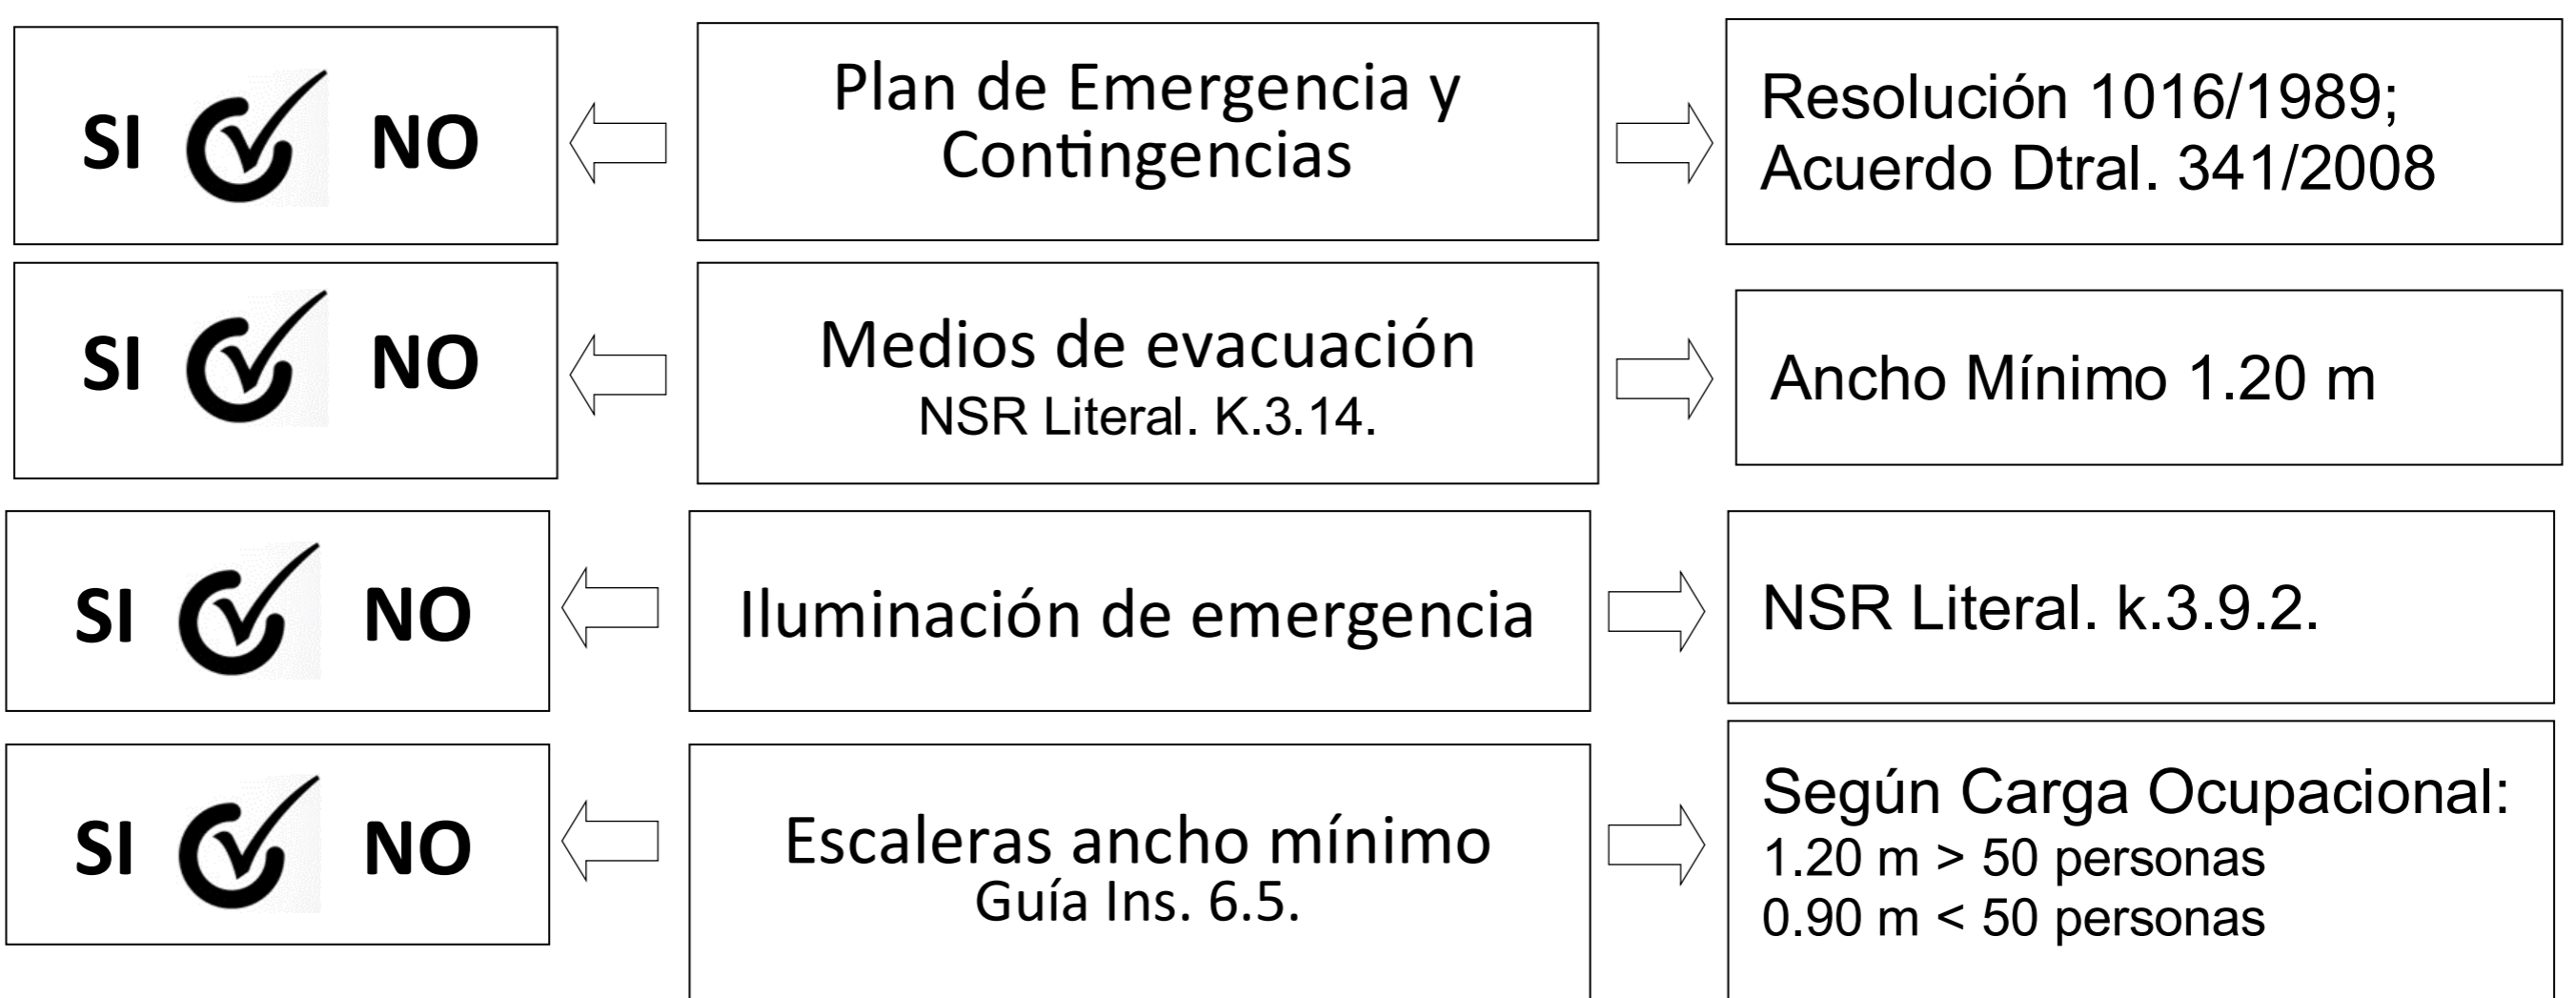 SI NO
Plan de Emergencia y
Contingencias
Resolución 1016/1989;
Acuerdo Dtral. 341/2008
SI NO
Medios de evacuación
NSR Literal. K.3.14.
Ancho Mínimo 1.20 m
SI NO
Iluminación de emergencia
NSR Literal. k.3.9.2.
SI NO
Escaleras ancho mínimo
Guía Ins. 6.5.
Según Carga Ocupacional:
1.20 m > 50 personas
0.90 m < 50 personas